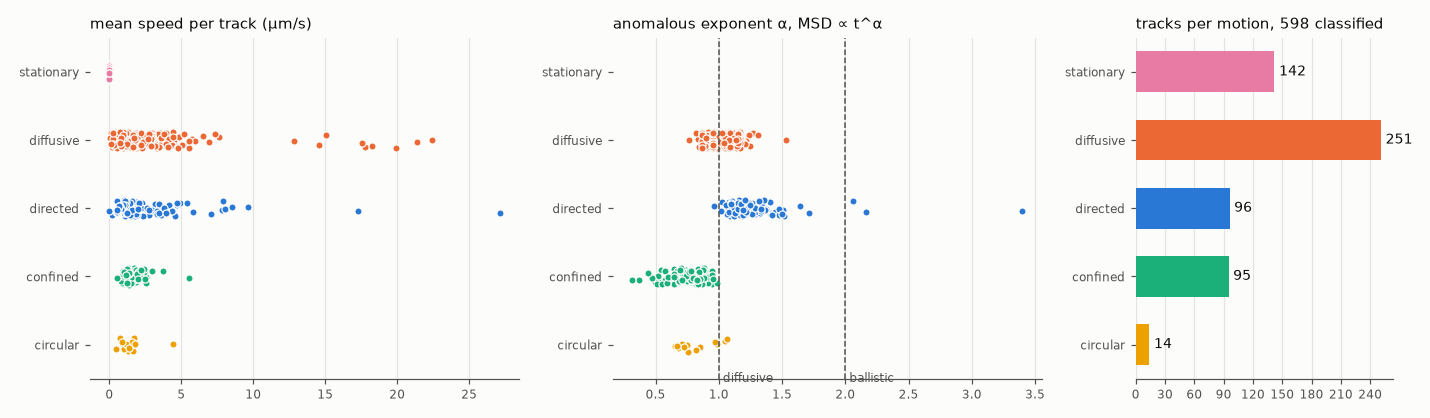 mean speed per track (μm/s)
stationary
diffusive
directed
confined
circular
0 5 10 15 20 25
anomalous exponent α, MSD ∝ t^α
stationary
diffusive
directed
confined
circular
diffusive ballistic
0.5 1.0 1.5 2.0 2.5 3.0 3.5
tracks per motion, 598 classified
stationary 142
diffusive 251
directed 96
confined 95
circular 14
0 30 60 90 120 150 180 210 240